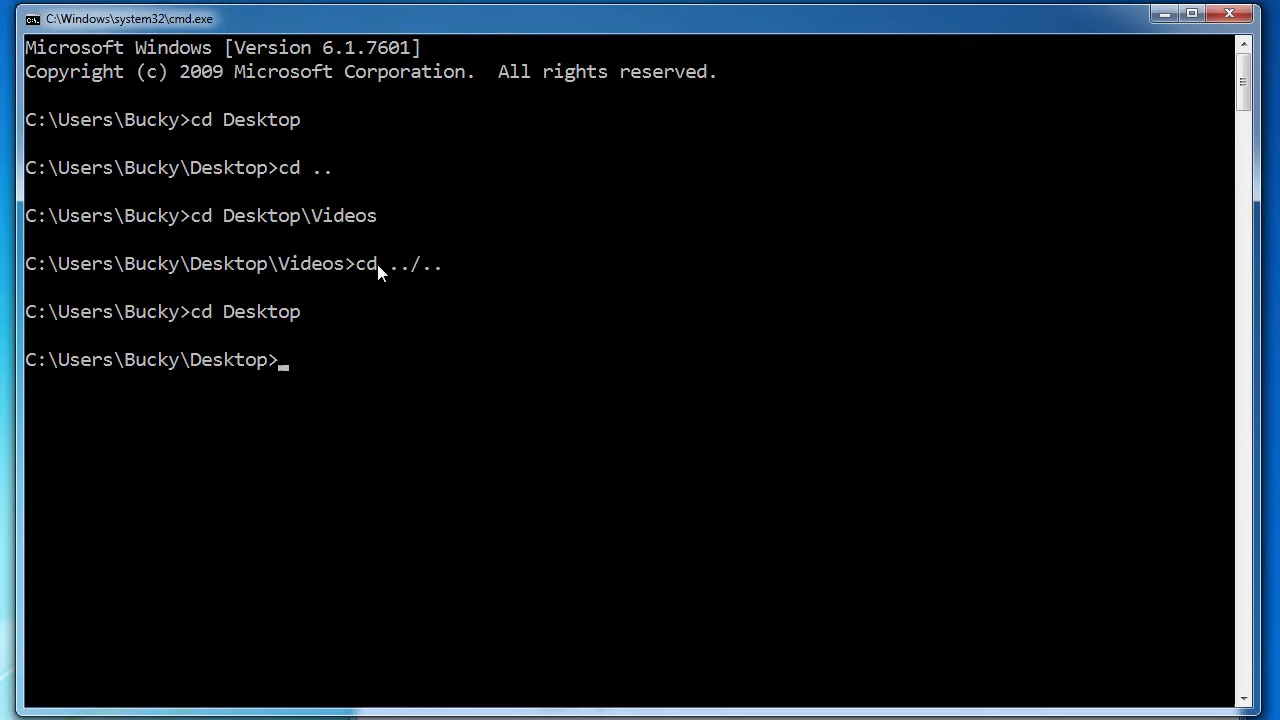 C:\Windows\system32\cmd.exe
Microsoft Windows [Version 6.1.7601]
Copyright (c) 2009 Microsoft Corporation.  All rights reserved.
C:\Users\Bucky>cd Desktop
C:\Users\Bucky\Desktop>cd ..
C:\Users\Bucky>cd Desktop\Videos
C:\Users\Bucky\Desktop\Videos>cd ../..
C:\Users\Bucky>cd Desktop
C:\Users\Bucky\Desktop>